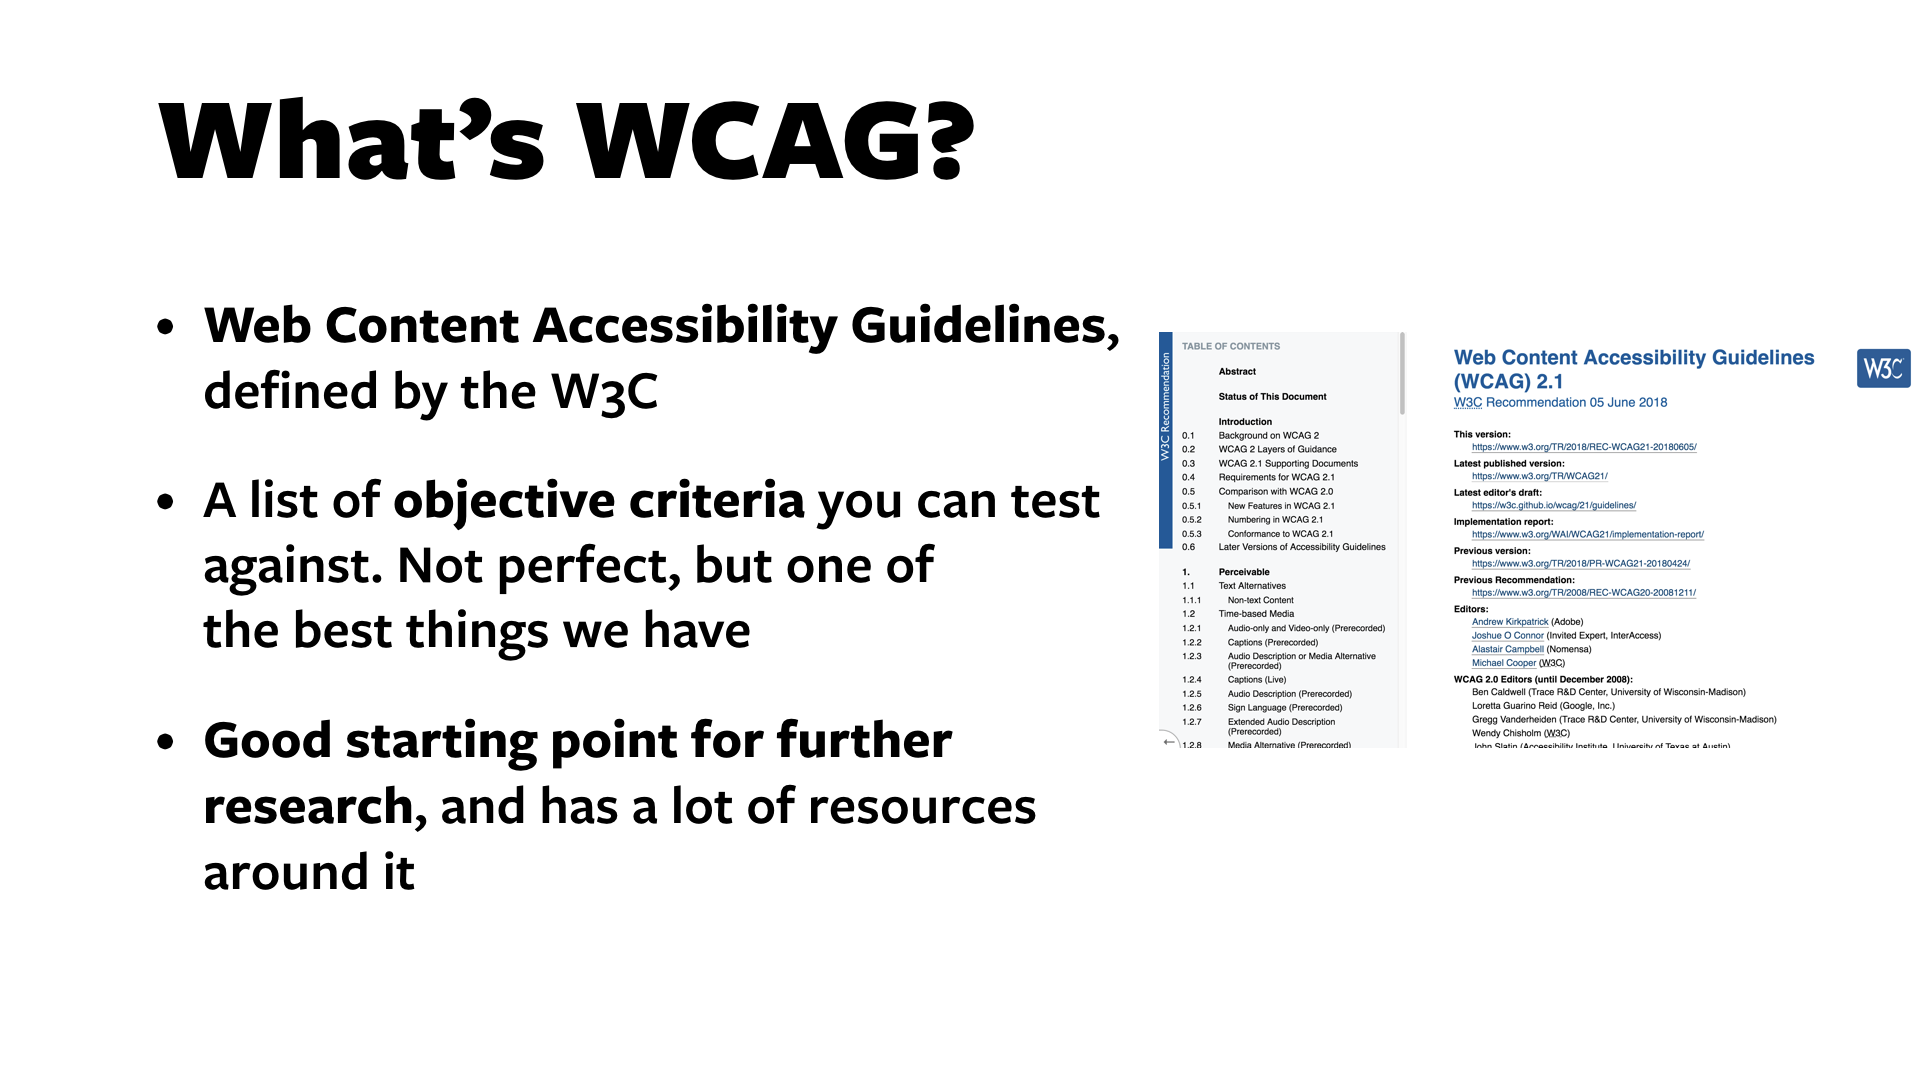 What's WCAG?
• Web Content Accessibility Guidelines,
defined by the W3C
• A list of objective criteria you can test
against. Not perfect, but one of
the best things we have
• Good starting point for further
research, and has a lot of resources
around it
W3C Recommendation
TABLE OF CONTENTS
Abstract
Status of This Document
Introduction
0.1 Background on WCAG 2
0.2 WCAG 2 Layers of Guidance
0.3 WCAG 2.1 Supporting Documents
0.4 Requirements for WCAG 2.1
0.5 Comparison with WCAG 2.0
0.5.1 New Features in WCAG 2.1
0.5.2 Numbering in WCAG 2.1
0.5.3 Conformance to WCAG 2.1
0.6 Later Versions of Accessibility Guidelines
1. Perceivable
1.1 Text Alternatives
1.1.1 Non-text Content
1.2 Time-based Media
1.2.1 Audio-only and Video-only (Prerecorded)
1.2.2 Captions (Prerecorded)
1.2.3 Audio Description or Media Alternative
(Prerecorded)
1.2.4 Captions (Live)
1.2.5 Audio Description (Prerecorded)
1.2.6 Sign Language (Prerecorded)
1.2.7 Extended Audio Description
(Prerecorded)
1.2.8 Media Alternative (Prerecorded)
←
Web Content Accessibility Guidelines
(WCAG) 2.1
W3C
W3C Recommendation 05 June 2018
This version:
https://www.w3.org/TR/2018/REC-WCAG21-20180605/
Latest published version:
https://www.w3.org/TR/WCAG21/
Latest editor's draft:
https://w3c.github.io/wcag/21/guidelines/
Implementation report:
https://www.w3.org/WAI/WCAG21/implementation-report/
Previous version:
https://www.w3.org/TR/2018/PR-WCAG21-20180424/
Previous Recommendation:
https://www.w3.org/TR/2008/REC-WCAG20-20081211/
Editors:
Andrew Kirkpatrick (Adobe)
Joshue O Connor (Invited Expert, InterAccess)
Alastair Campbell (Nomensa)
Michael Cooper (W3C)
WCAG 2.0 Editors (until December 2008):
Ben Caldwell (Trace R&D Center, University of Wisconsin-Madison)
Loretta Guarino Reid (Google, Inc.)
Gregg Vanderheiden (Trace R&D Center, University of Wisconsin-Madison)
Wendy Chisholm (W3C)
John Slatin (Accessibility Institute, University of Texas at Austin)